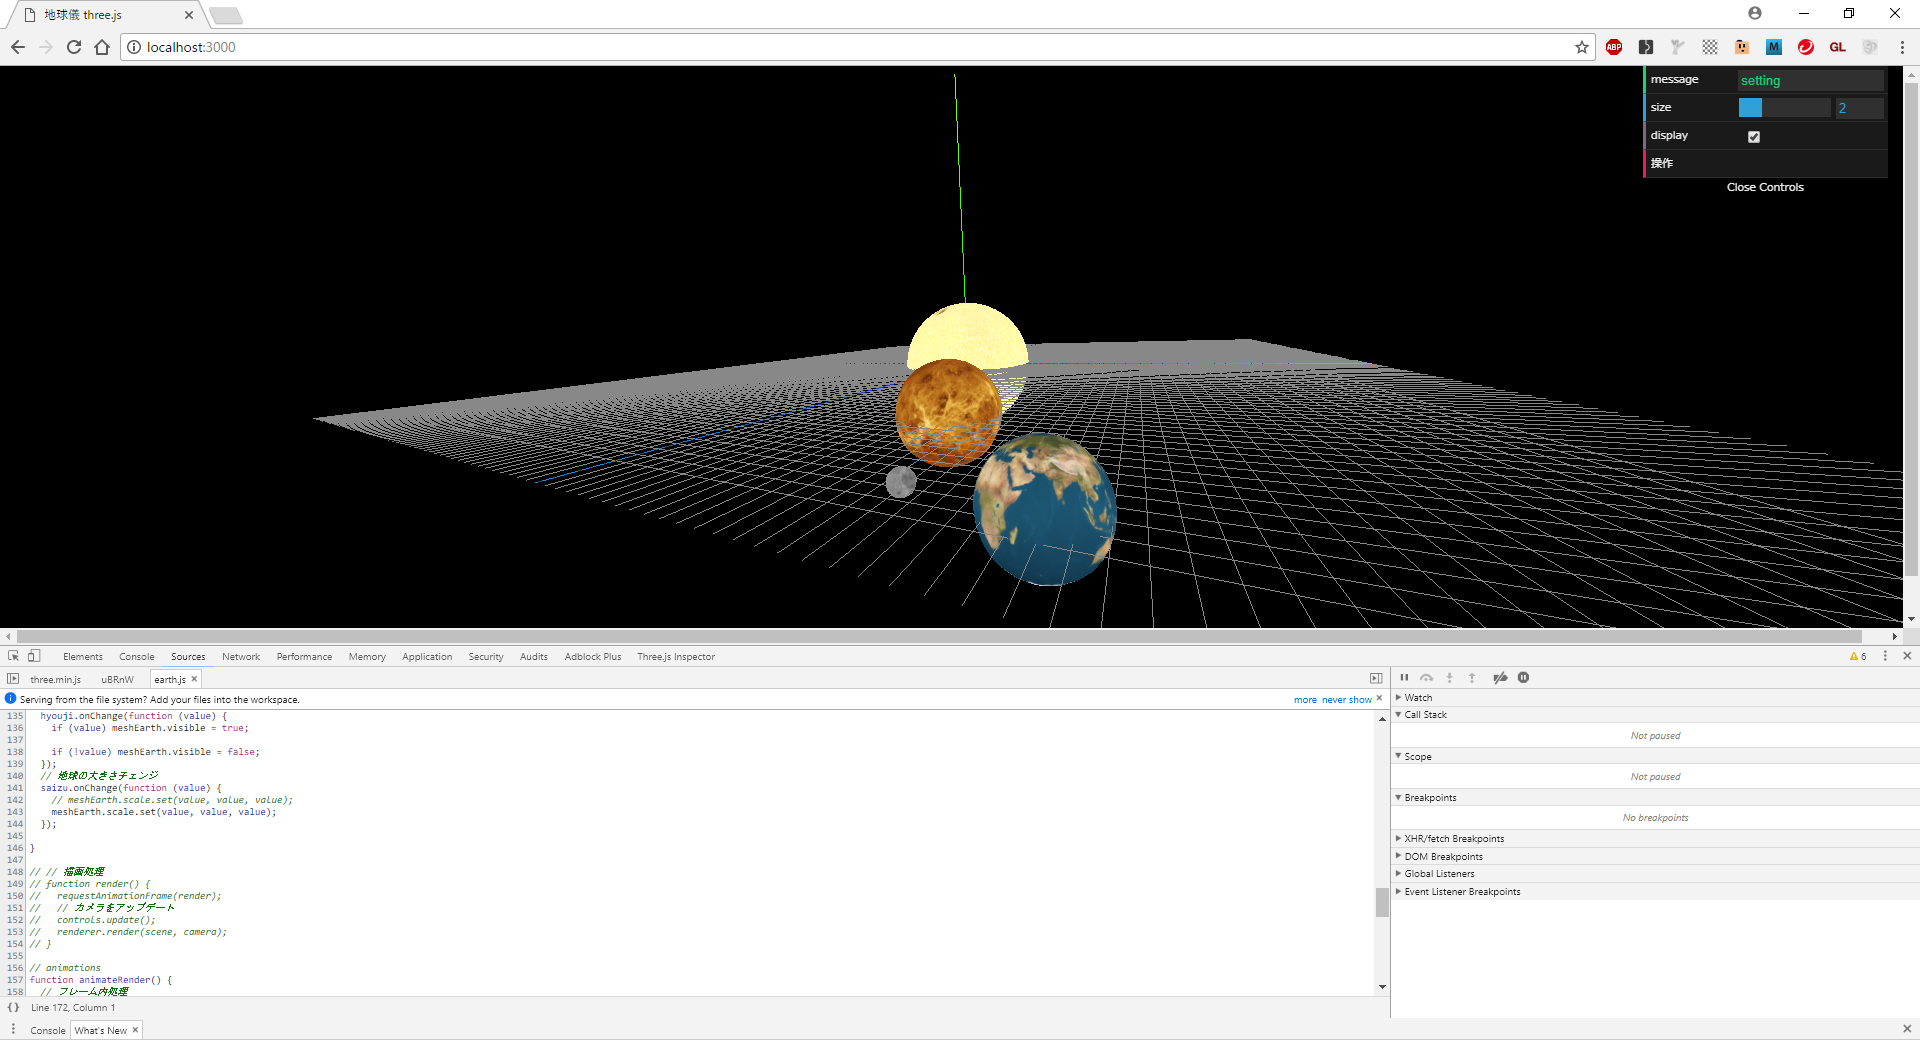 地球儀 three.js
localhost:3000
ABP
M
GL
message setting
size 2
display
操作
Close Controls
Elements Console Sources Network Performance Memory Application Security Audits Adblock Plus Three.js Inspector 6
three.min.js uBRnW earth.js
Serving from the file system? Add your files into the workspace. more never show
135 hyouji.onChange(function (value) {
136 if (value) meshEarth.visible = true;
137
138 if (!value) meshEarth.visible = false;
139 });
140 // 地球の大きさチェンジ
141 saizu.onChange(function (value) {
142 // meshEarth.scale.set(value, value, value);
143 meshEarth.scale.set(value, value, value);
144 });
145
146 }
147
148 // // 描画処理
149 // function render() {
150 // requestAnimationFrame(render);
151 // // カメラをアップデート
152 // controls.update();
153 // renderer.render(scene, camera);
154 // }
155
156 // animations
157 function animateRender() {
158 // フレーム内処理
{} Line 172, Column 1
Watch
Call Stack
Not paused
Scope
Not paused
Breakpoints
No breakpoints
XHR/fetch Breakpoints
DOM Breakpoints
Global Listeners
Event Listener Breakpoints
Console What's New